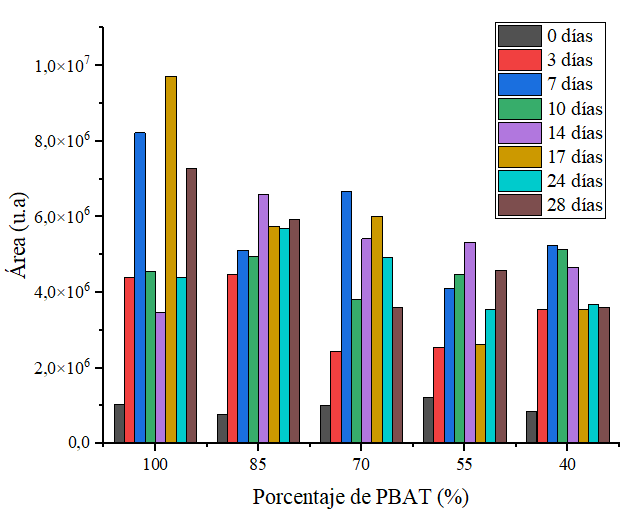 0 días
3 días
7 días
10 días
14 días
17 días
24 días
28 días
1,0×10⁷
8,0×10⁶
6,0×10⁶
4,0×10⁶
2,0×10⁶
0,0
Área (u.a)
100 85 70 55 40
Porcentaje de PBAT (%)